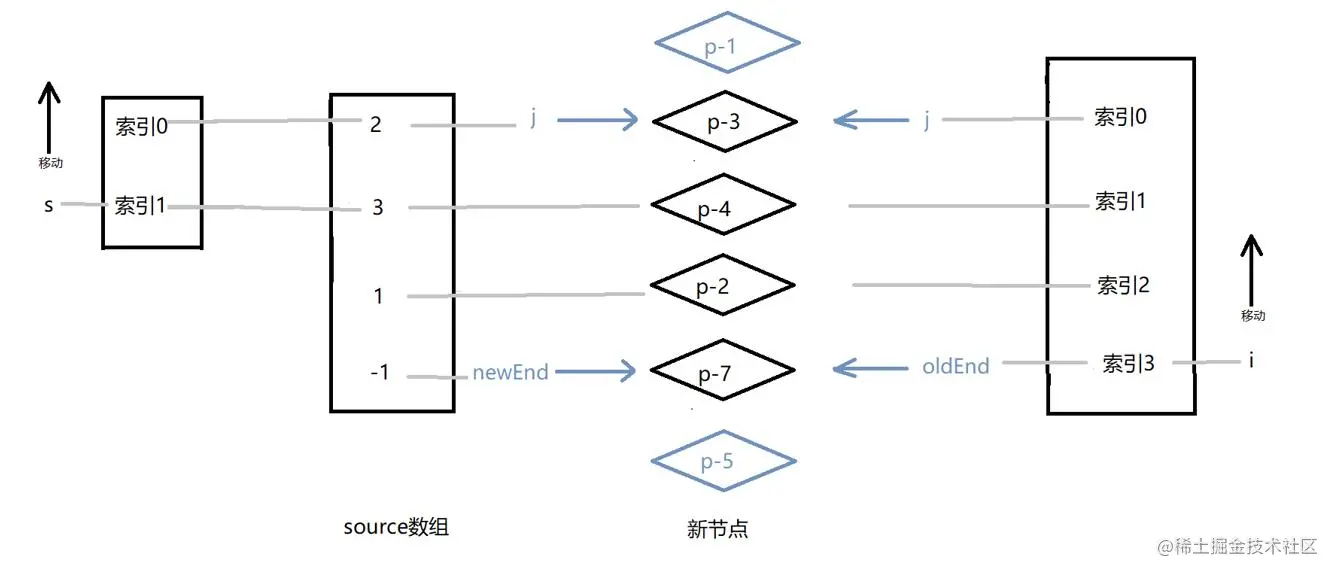 p-1
索引0 2 j p-3 j 索引0
移动
s 索引1 3 p-4 索引1
1 p-2 索引2
移动
-1 newEnd p-7 oldEnd 索引3 i
p-5
source数组 新节点
@稀土掘金技术社区